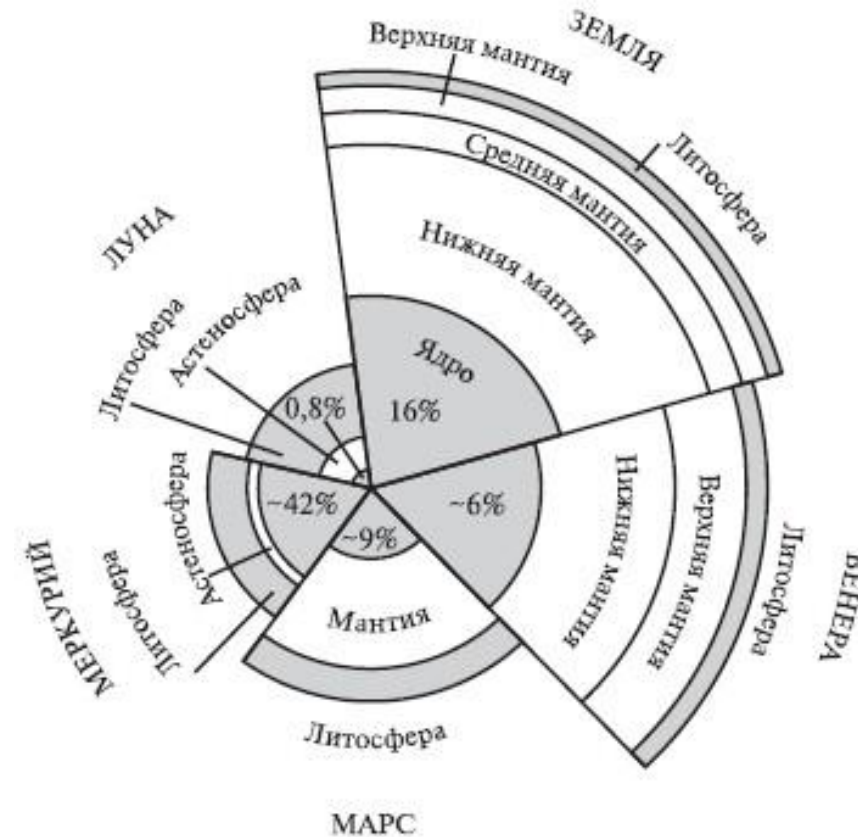 ЗЕМЛЯ
Верхняя мантия
Литосфера
Средняя мантия
Нижняя мантия
Ядро
16%
ЛУНА
Литосфера
Астеносфера
0,8%
МЕРКУРИЙ
Литосфера
Астеносфера
~42%
~9%
Мантия
Литосфера
МАРС
~6%
Нижняя мантия
Верхняя мантия
Литосфера
ВЕНЕРА